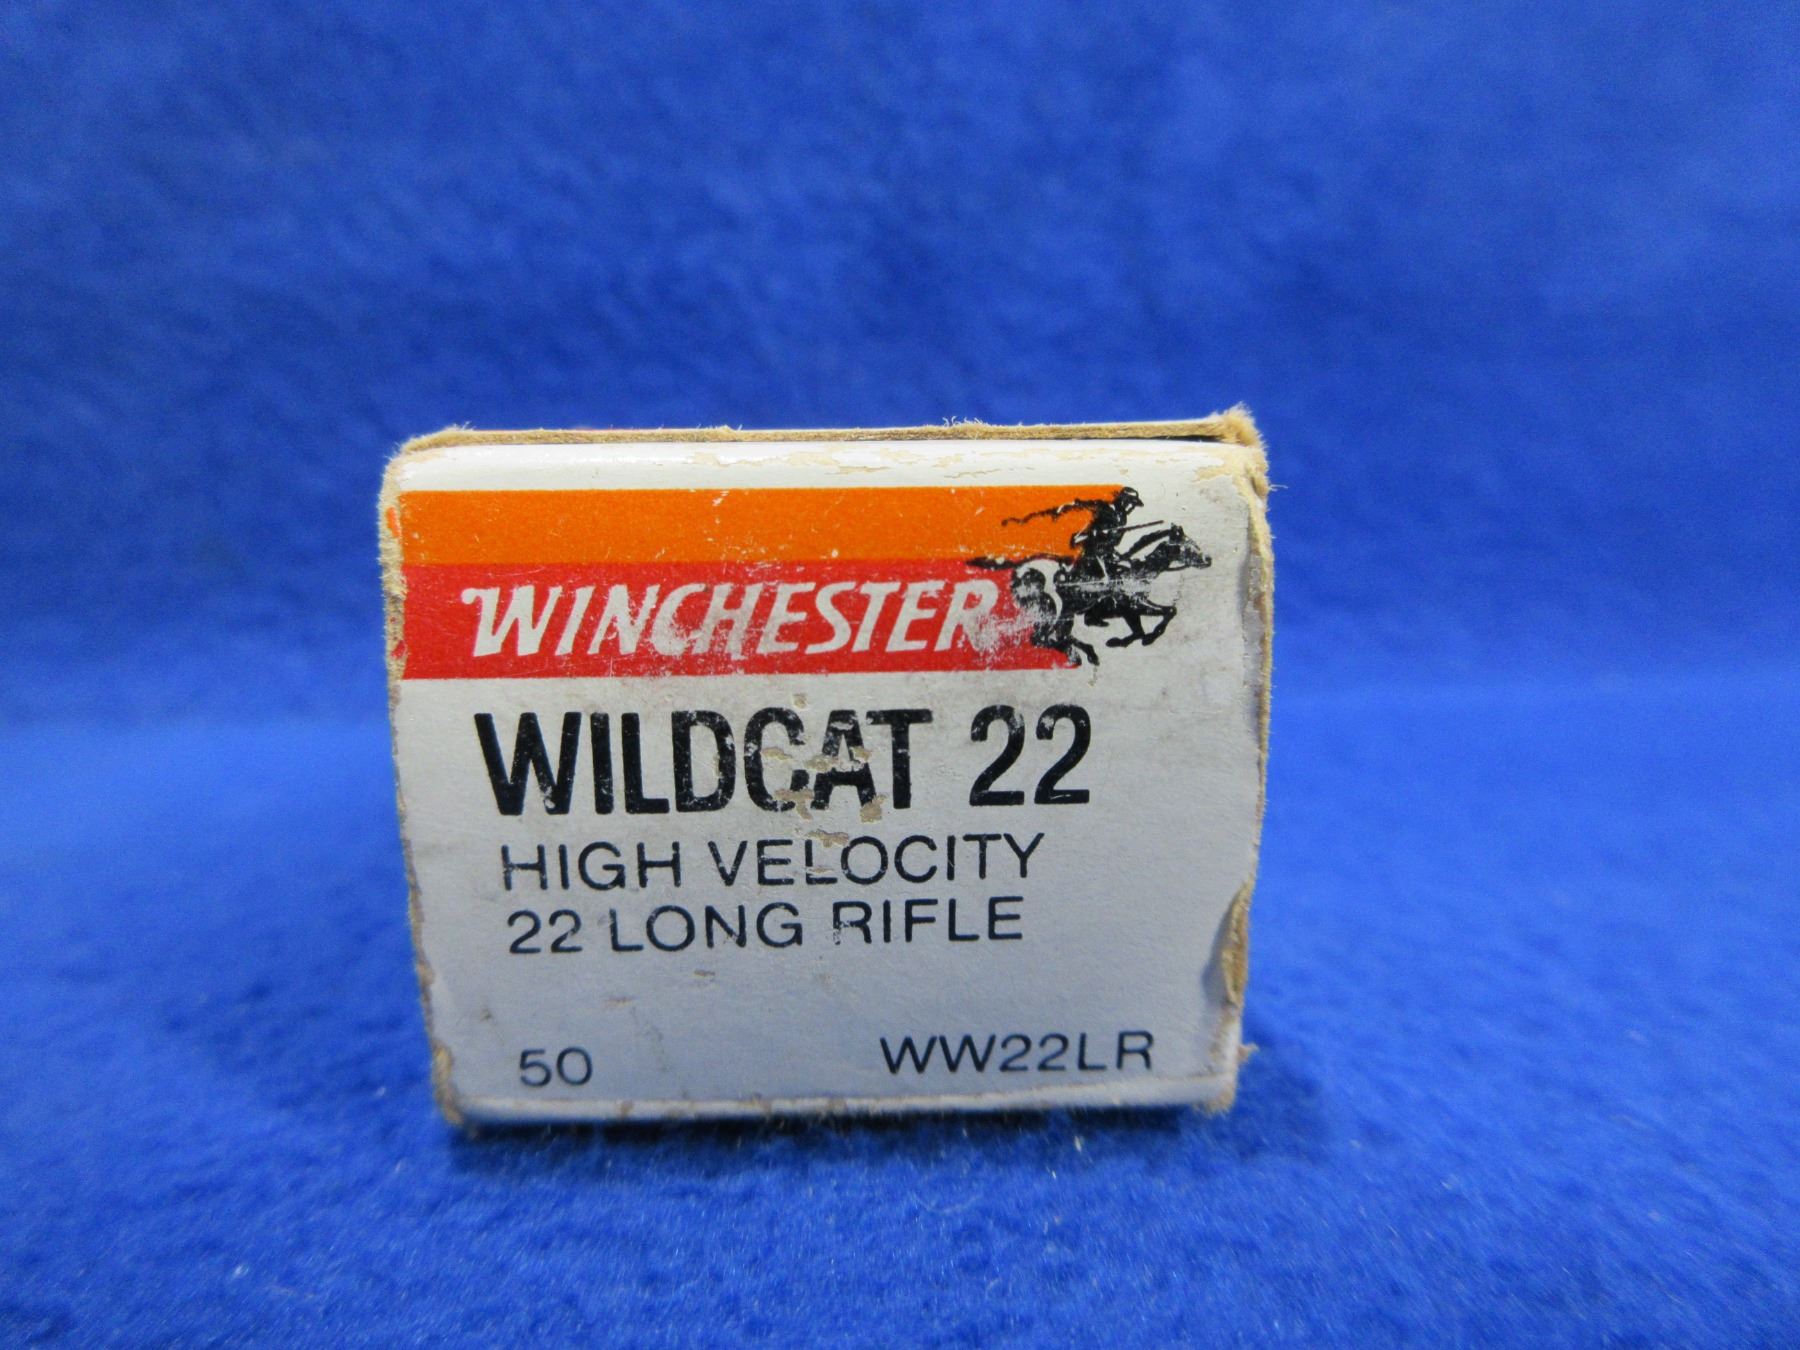 WINCHESTER
WILDCAT 22
HIGH VELOCITY
22 LONG RIFLE
50 WW22LR